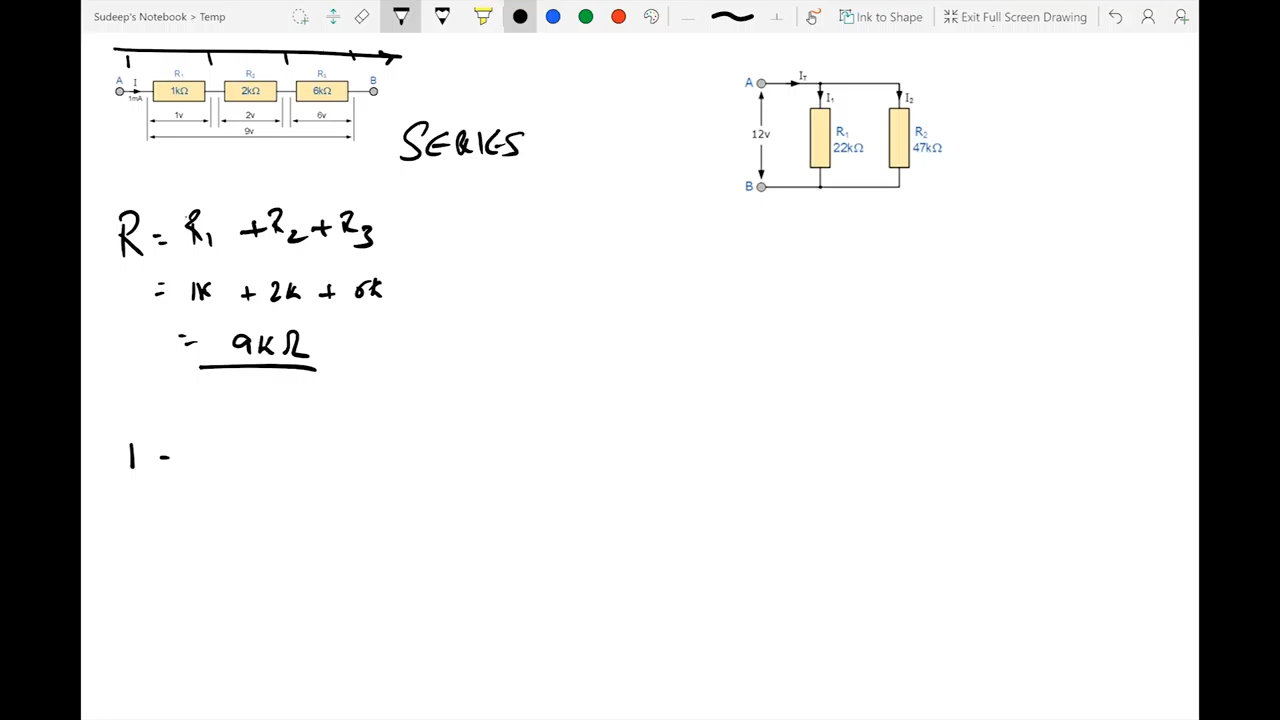 Sudeep's Notebook > Temp
Ink to Shape
Exit Full Screen Drawing
A I 1mA R₁ 1kΩ R₂ 2kΩ R₃ 6kΩ B
1v 2v 6v
9v
SERIES
R = R₁ + R₂ + R₃
= 1K + 2K + 6K
= 9KΩ
I =
A I_T
I₁ I₂
12v R₁ 22kΩ R₂ 47kΩ
B